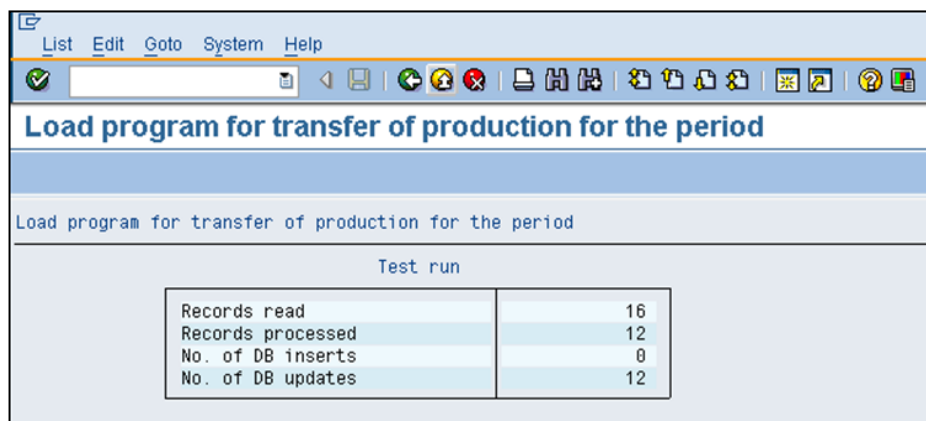 List Edit Goto System Help
Load program for transfer of production for the period
Load program for transfer of production for the period
Test run
Records read 16
Records processed 12
No. of DB inserts 0
No. of DB updates 12